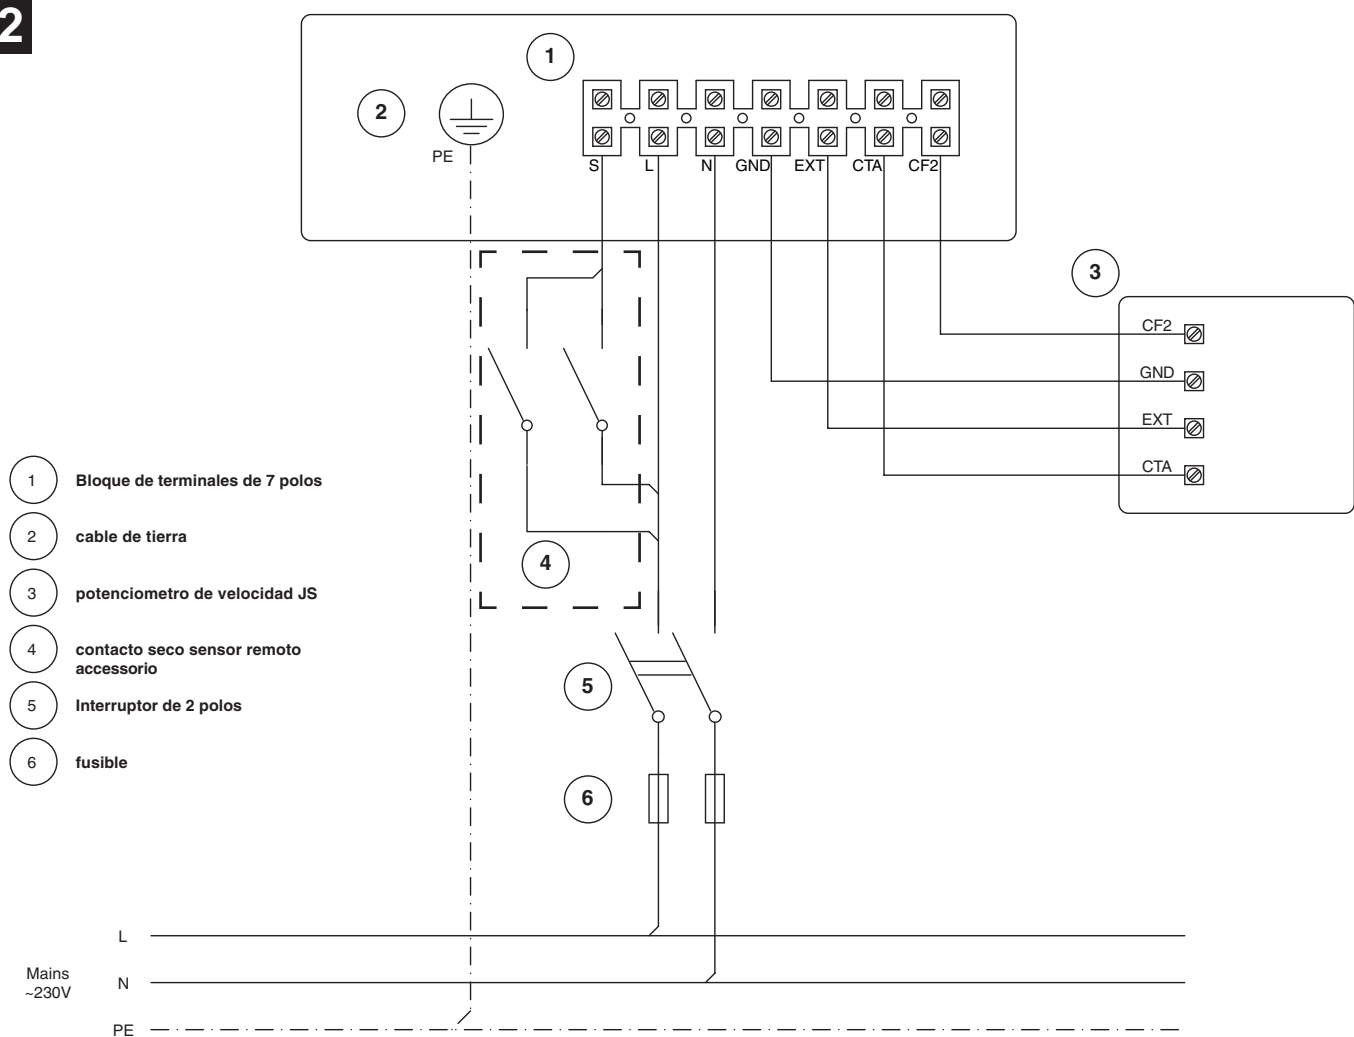 2
1
2
PE
S L N GND EXT CTA CF2
3
CF2
GND
EXT
CTA
1 Bloque de terminales de 7 polos
2 cable de tierra
3 potenciometro de velocidad JS
4 contacto seco sensor remoto
accessorio
5 Interruptor de 2 polos
6 fusible
4
5
6
L
Mains
~230V
N
PE